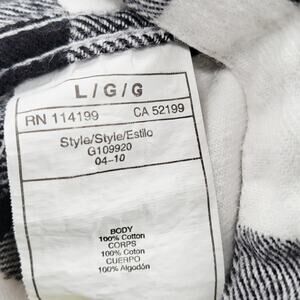 L/G/G
RN 114199 CA 52199
Style/Style/Estilo
G109920
04-10
BODY
100% Cotton
CORPS
100% Coton
CUERPO
100% Algodón